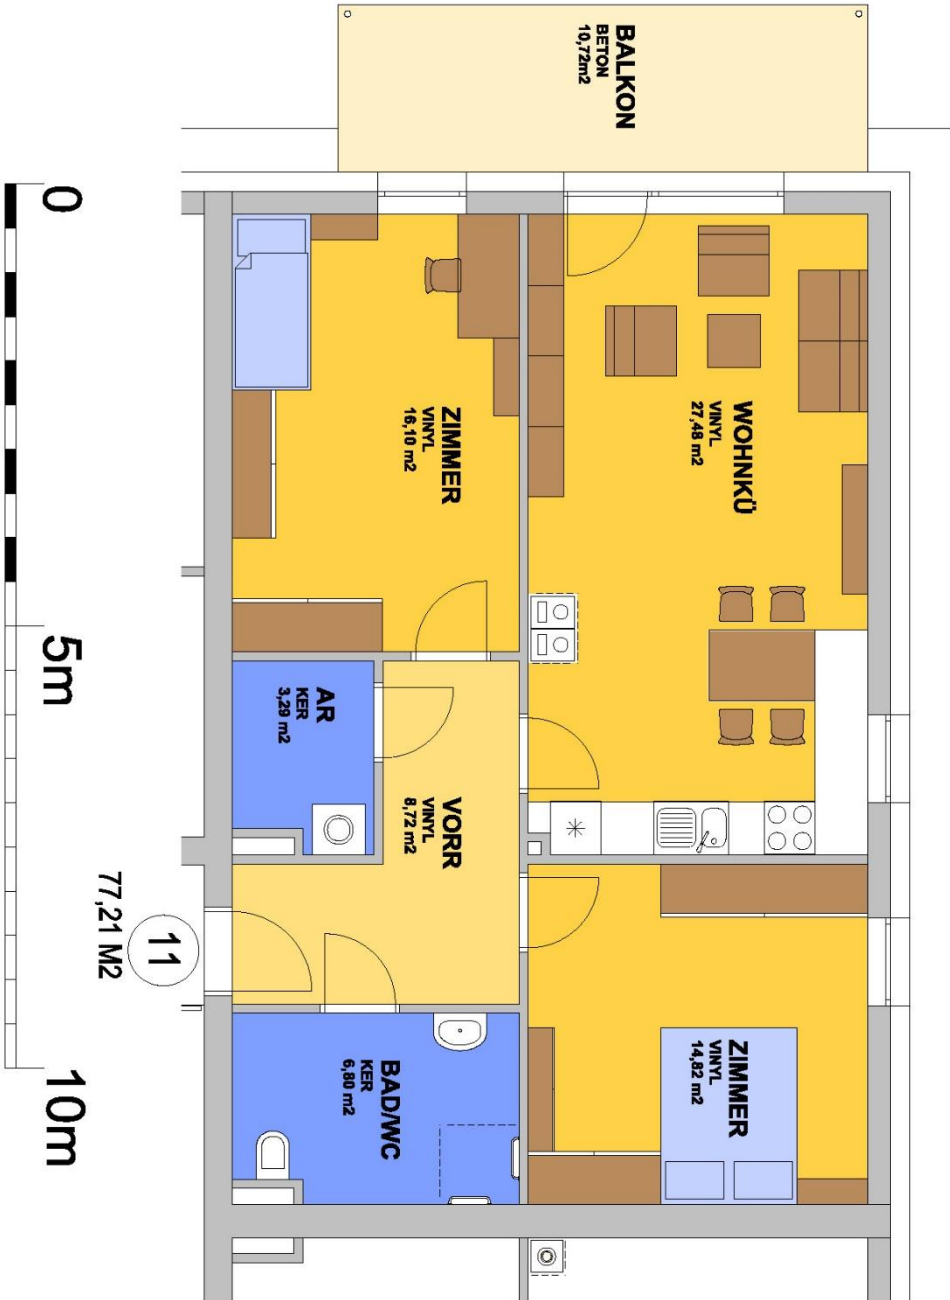 BALKON
BETON
10,72m2
WOHNKÜ
VINYL
27,48 m2
ZIMMER
VINYL
16,10 m2
AR
KER
3,29 m2
VORR
VINYL
8,72 m2
ZIMMER
VINYL
14,82 m2
BAD/WC
KER
6,80 m2
11
77,21 M2
0
5m
10m